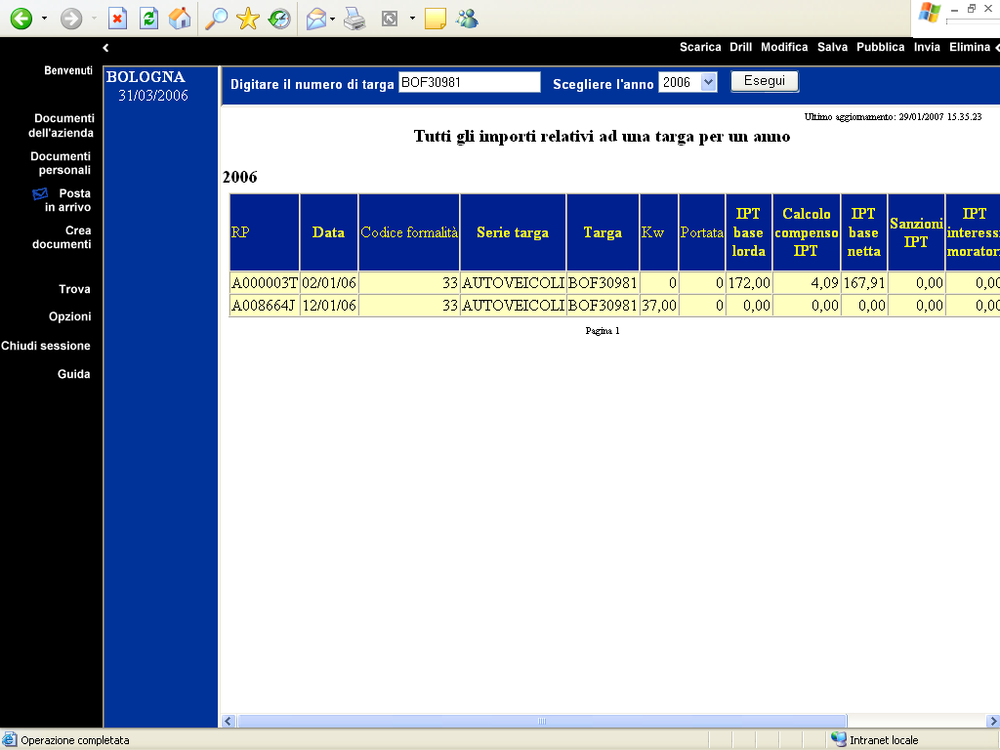 Scarica Drill Modifica Salva Pubblica Invia Elimina
Benvenuti
Documenti
dell'azienda
Documenti
personali
Posta
in arrivo
Crea
documenti
Trova
Opzioni
Chiudi sessione
Guida
BOLOGNA
31/03/2006
Digitare il numero di targa BOF30981 Scegliere l'anno 2006 Esegui
Ultimo aggiornamento: 29/01/2007 15.35.23
Tutti gli importi relativi ad una targa per un anno
2006
RP Data Codice formalità Serie targa Targa Kw Portata IPT base lorda Calcolo compenso IPT IPT base netta Sanzioni IPT IPT interessi moratori
A000003T 02/01/06 33 AUTOVEICOLI BOF30981 0 0 172,00 4,09 167,91 0,00 0,00
A008664J 12/01/06 33 AUTOVEICOLI BOF30981 37,00 0 0,00 0,00 0,00 0,00 0,00
Pagina 1
Operazione completata Intranet locale